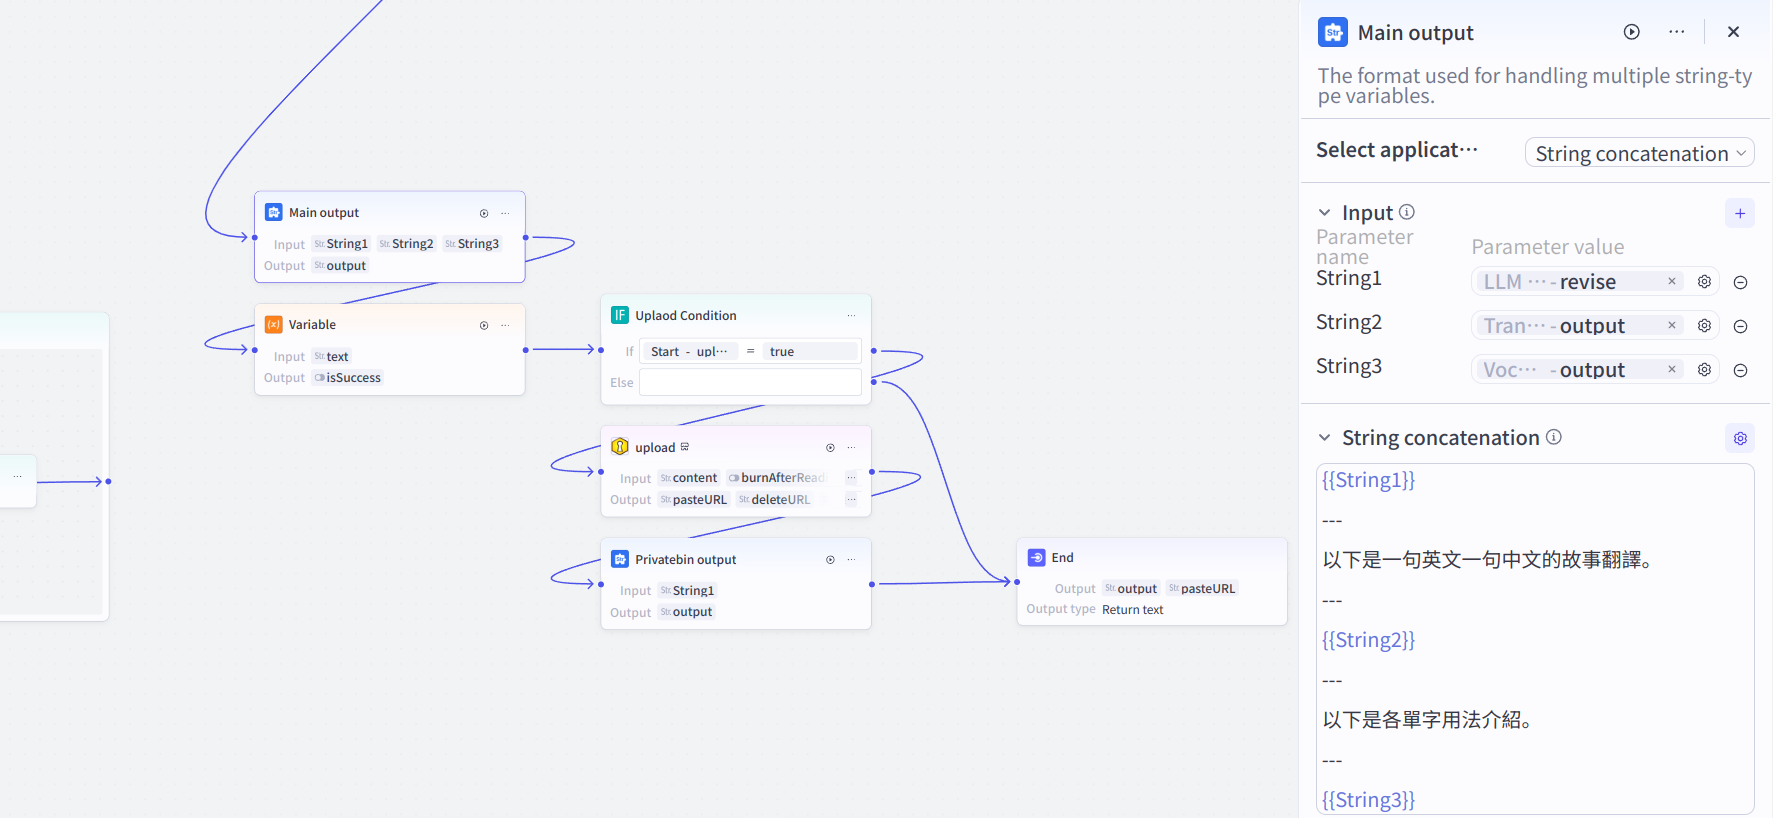 Main output
Input Str. String1 Str. String2 Str. String3
Output Str. output
Variable
Input Str. text
Output isSuccess
Uplaod Condition
If Start - upl··· = true
Else
upload
Input Str. content burnAfterRead
Output Str. pasteURL Str. deleteURL
Privatebin output
Input Str. String1
Output Str. output
End
Output Str. output Str. pasteURL
Output type Return text
Str.
Main output
The format used for handling multiple string-ty
pe variables.
Select applicat···
String concatenation
Input
Parameter
name
Parameter value
String1
LLM ··· - revise
String2
Tran··· - output
String3
Voc··· - output
String concatenation
{{String1}}
---
以下是一句英文一句中文的故事翻譯。
---
{{String2}}
---
以下是各單字用法介紹。
---
{{String3}}